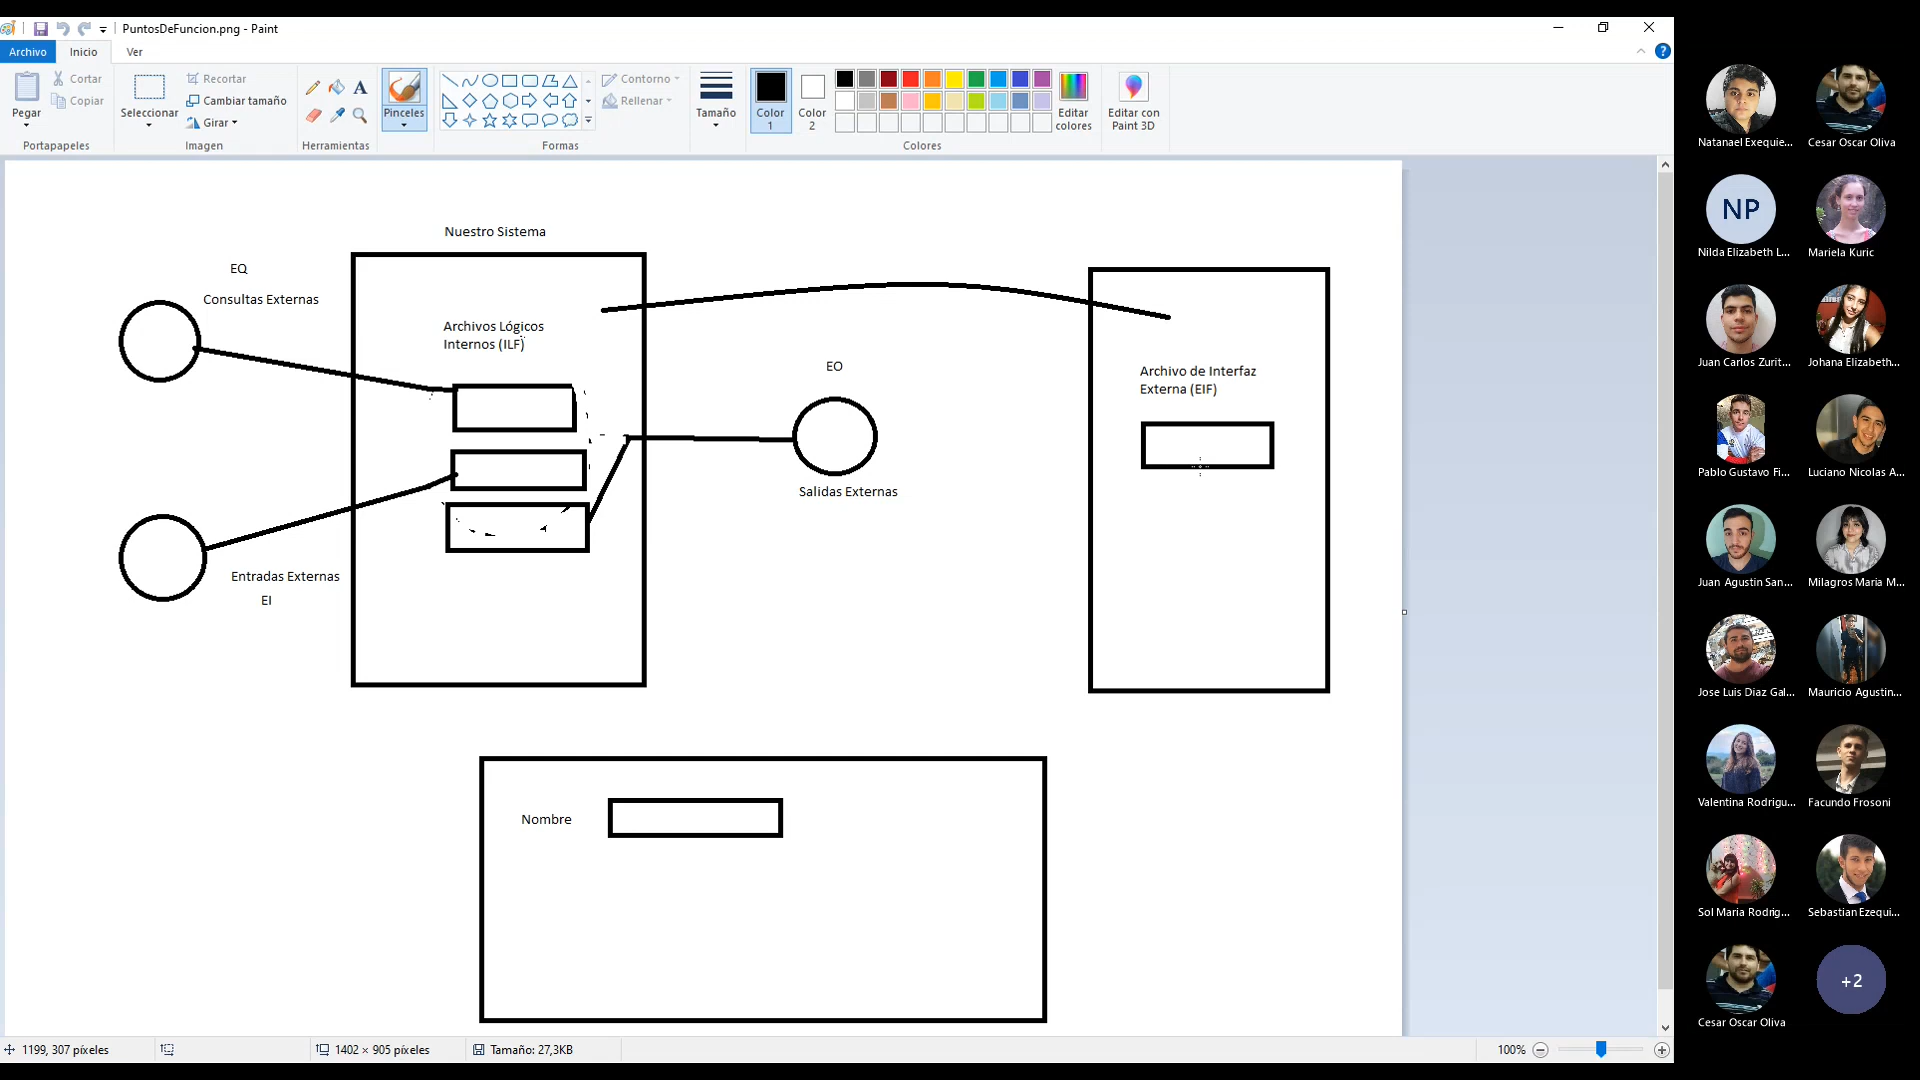 PuntosDeFuncion.png - Paint
Archivo
Inicio
Ver
Pegar
Cortar
Copiar
Portapapeles
Seleccionar
Recortar
Cambiar tamaño
Girar
Imagen
Herramientas
Pinceles
Formas
Contorno
Rellenar
Tamaño
Color
1
Color
2
Colores
Editar
colores
Editar con
Paint 3D
Nuestro Sistema
EQ
Consultas Externas
Archivos Lógicos
Internos (ILF)
EO
Salidas Externas
Archivo de Interfaz
Externa (EIF)
Entradas Externas
EI
Nombre
1199, 307 píxeles
1402 × 905 píxeles
Tamaño: 27,3KB
100%
Natanael Exequie...
Cesar Oscar Oliva
NP
Nilda Elizabeth L...
Mariela Kuric
Juan Carlos Zurit...
Johana Elizabeth...
Pablo Gustavo Fi...
Luciano Nicolas A...
Juan Agustin San...
Milagros Maria M...
Jose Luis Diaz Gal...
Mauricio Agustin...
Valentina Rodrigu...
Facundo Frosoni
Sol Maria Rodrig...
Sebastian Ezequi...
Cesar Oscar Oliva
+2